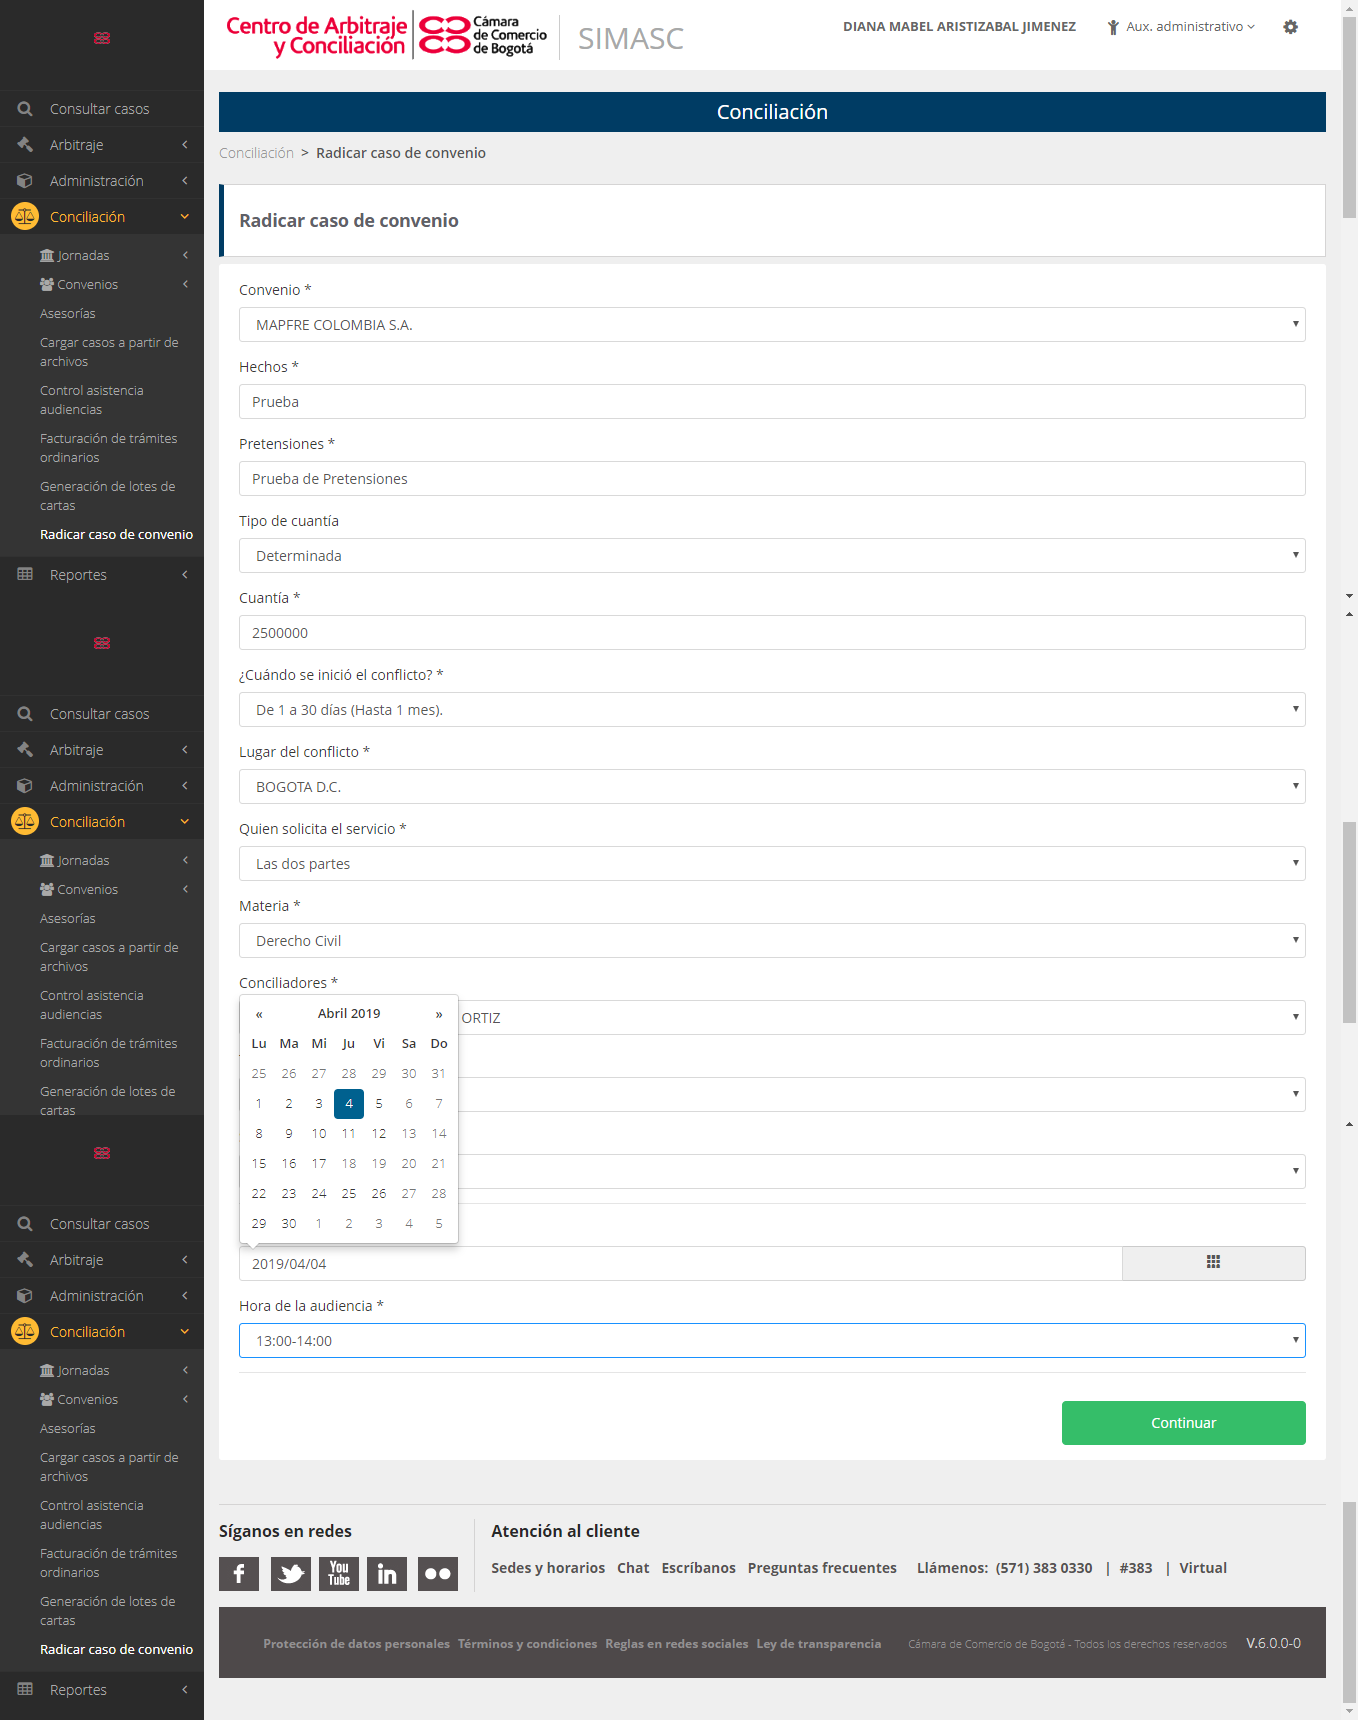 Centro de Arbitraje
y Conciliación
Cámara
de Comercio
de Bogotá
SIMASC
DIANA MABEL ARISTIZABAL JIMENEZ
Aux. administrativo
Consultar casos
Arbitraje
Administración
Conciliación
Jornadas
Convenios
Asesorías
Cargar casos a partir de
archivos
Control asistencia
audiencias
Facturación de trámites
ordinarios
Generación de lotes de
cartas
Radicar caso de convenio
Reportes
Consultar casos
Arbitraje
Administración
Conciliación
Jornadas
Convenios
Asesorías
Cargar casos a partir de
archivos
Control asistencia
audiencias
Facturación de trámites
ordinarios
Generación de lotes de
cartas
Consultar casos
Arbitraje
Administración
Conciliación
Jornadas
Convenios
Asesorías
Cargar casos a partir de
archivos
Control asistencia
audiencias
Facturación de trámites
ordinarios
Generación de lotes de
cartas
Radicar caso de convenio
Reportes
Conciliación
Conciliación > Radicar caso de convenio
Radicar caso de convenio
Convenio *
MAPFRE COLOMBIA S.A.
Hechos *
Prueba
Pretensiones *
Prueba de Pretensiones
Tipo de cuantía
Determinada
Cuantía *
2500000
¿Cuándo se inició el conflicto? *
De 1 a 30 días (Hasta 1 mes).
Lugar del conflicto *
BOGOTA D.C.
Quien solicita el servicio *
Las dos partes
Materia *
Derecho Civil
Conciliadores *
ORTIZ
« Abril 2019 »
Lu Ma Mi Ju Vi Sa Do
25 26 27 28 29 30 31
1 2 3 4 5 6 7
8 9 10 11 12 13 14
15 16 17 18 19 20 21
22 23 24 25 26 27 28
29 30 1 2 3 4 5
2019/04/04
Hora de la audiencia *
13:00-14:00
Continuar
Síganos en redes
f
You
Tube
in
Atención al cliente
Sedes y horarios Chat Escríbanos Preguntas frecuentes Llámenos: (571) 383 0330 | #383 | Virtual
Protección de datos personales Términos y condiciones Reglas en redes sociales Ley de transparencia Cámara de Comercio de Bogotá - Todos los derechos reservados V.6.0.0-0